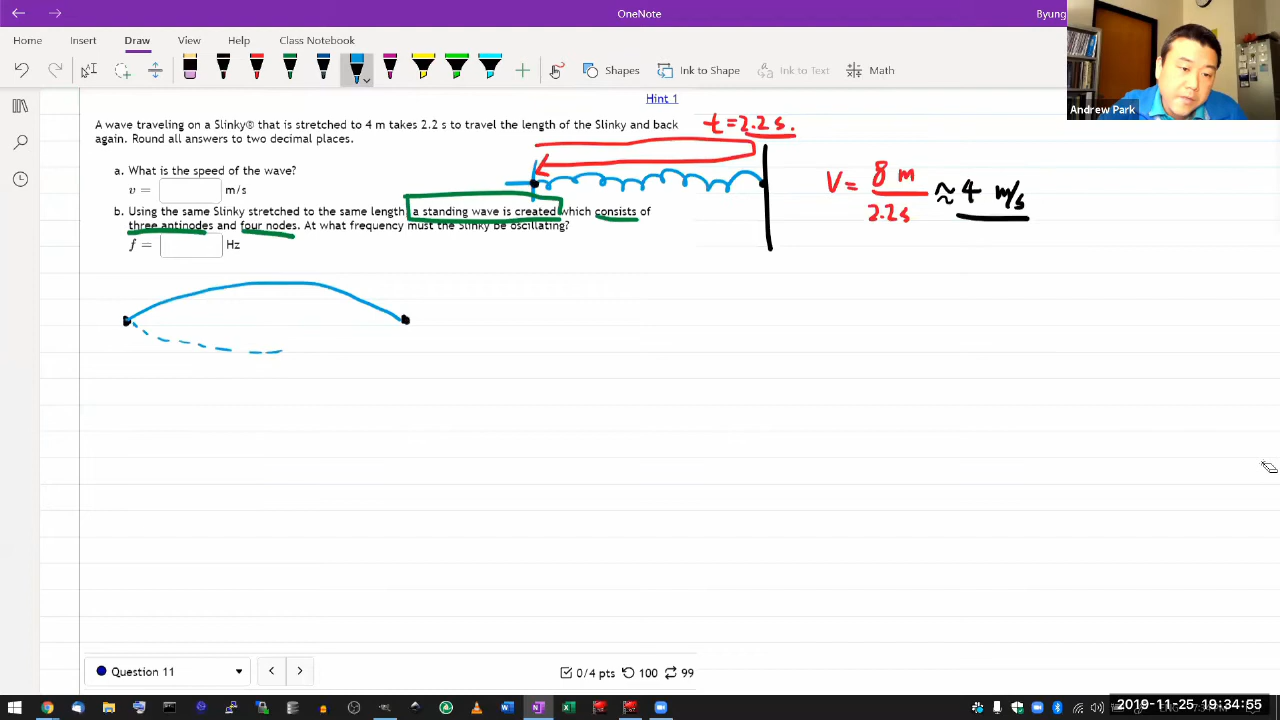 OneNote
Byung
Home Insert Draw View Help Class Notebook
Shapes Ink to Shape Ink to Text Math
Andrew Park
Hint 1
A wave traveling on a Slinky® that is stretched to 4 m takes 2.2 s to travel the length of the Slinky and back
again. Round all answers to two decimal places.
t = 2.2 s.
a. What is the speed of the wave?
v = m/s
V = 8 m / 2.2 s ≈ 4 m/s
b. Using the same Slinky stretched to the same length, a standing wave is created which consists of
three antinodes and four nodes. At what frequency must the Slinky be oscillating?
f = Hz
Question 11
0/4 pts 100 99
2019-11-25 19:34:55